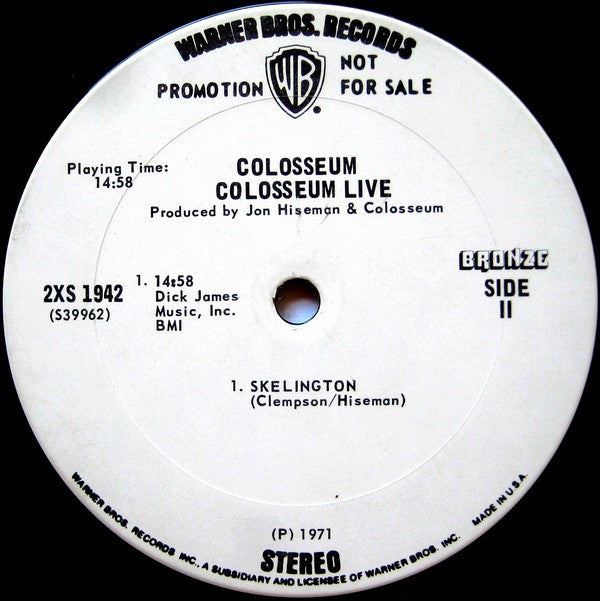 WARNER BROS. RECORDS
PROMOTION WB NOT FOR SALE
Playing Time:
14:58
COLOSSEUM
COLOSSEUM LIVE
Produced by Jon Hiseman & Colosseum
BRONZE
2XS 1942
(S39962)
1. 14:58
Dick James
Music, Inc.
BMI
SIDE
II
1. SKELINGTON
(Clempson/Hiseman)
(P) 1971
STEREO
WARNER BROS. RECORDS INC., A SUBSIDIARY AND LICENSEE OF WARNER BROS. INC. MADE IN U.S.A.